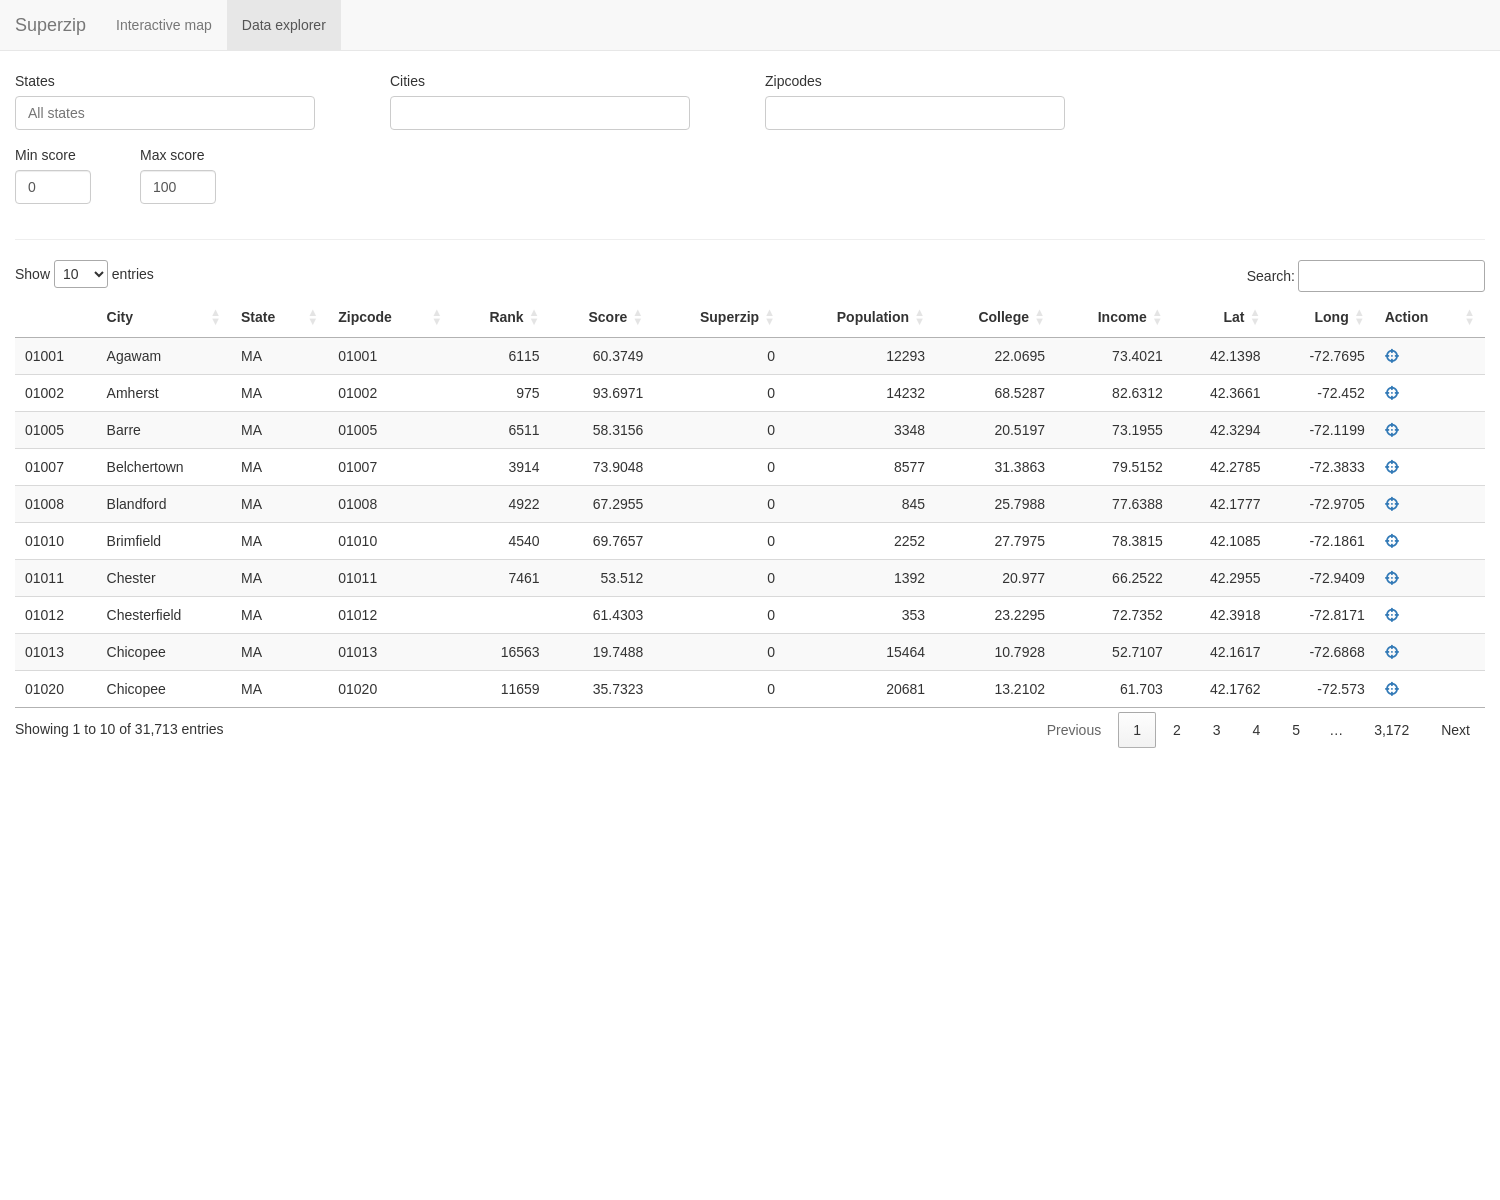 Superzip Interactive map Data explorer
States Cities Zipcodes
All states
Min score Max score
0 100
Show 10 entries Search:
City State Zipcode Rank Score Superzip Population College Income Lat Long Action
01001 Agawam MA 01001 6115 60.3749 0 12293 22.0695 73.4021 42.1398 -72.7695
01002 Amherst MA 01002 975 93.6971 0 14232 68.5287 82.6312 42.3661 -72.452
01005 Barre MA 01005 6511 58.3156 0 3348 20.5197 73.1955 42.3294 -72.1199
01007 Belchertown MA 01007 3914 73.9048 0 8577 31.3863 79.5152 42.2785 -72.3833
01008 Blandford MA 01008 4922 67.2955 0 845 25.7988 77.6388 42.1777 -72.9705
01010 Brimfield MA 01010 4540 69.7657 0 2252 27.7975 78.3815 42.1085 -72.1861
01011 Chester MA 01011 7461 53.512 0 1392 20.977 66.2522 42.2955 -72.9409
01012 Chesterfield MA 01012 61.4303 0 353 23.2295 72.7352 42.3918 -72.8171
01013 Chicopee MA 01013 16563 19.7488 0 15464 10.7928 52.7107 42.1617 -72.6868
01020 Chicopee MA 01020 11659 35.7323 0 20681 13.2102 61.703 42.1762 -72.573
Showing 1 to 10 of 31,713 entries Previous 1 2 3 4 5 … 3,172 Next